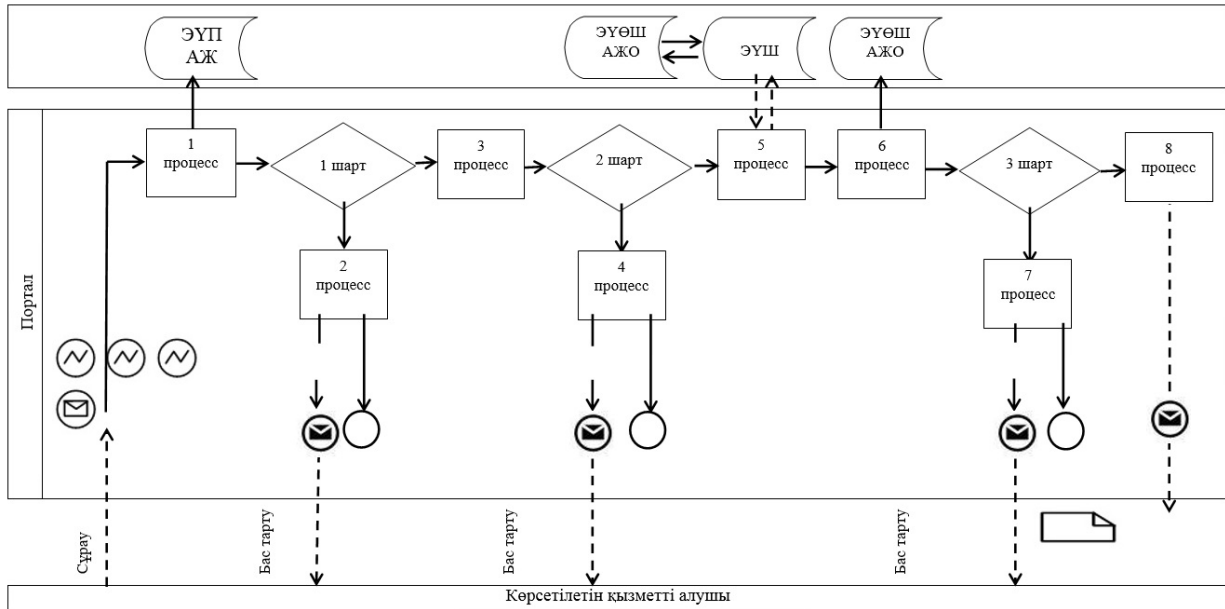 ЭҮП
АЖ
ЭҮӨШ
АЖО
ЭҮШ
ЭҮӨШ
АЖО
Портал
1
процесс
1 шарт
3
процесс
2 шарт
5
процесс
6
процесс
3 шарт
8
процесс
2
процесс
4
процесс
7
процесс
Сұрау
Бас тарту
Бас тарту
Бас тарту
Көрсетілетін қызметті алушы